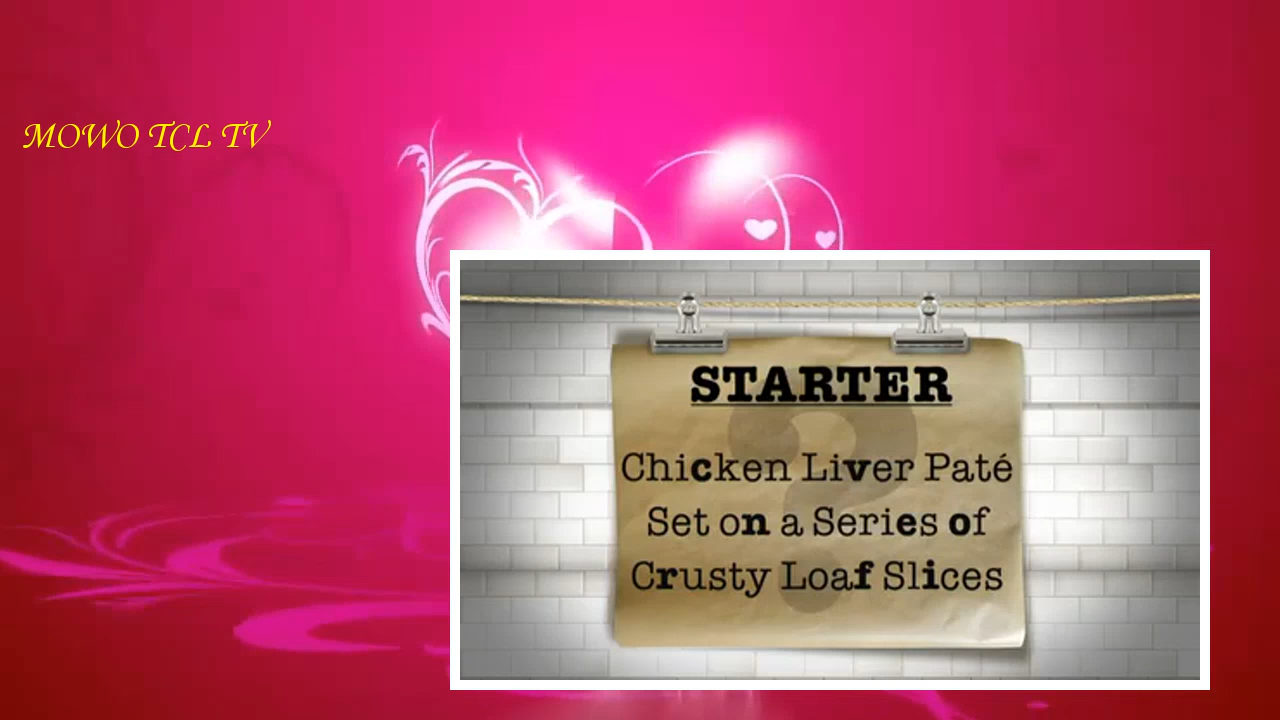 MOWO TCL TV
STARTER
Chicken Liver Paté
Set on a Series of
Crusty Loaf Slices